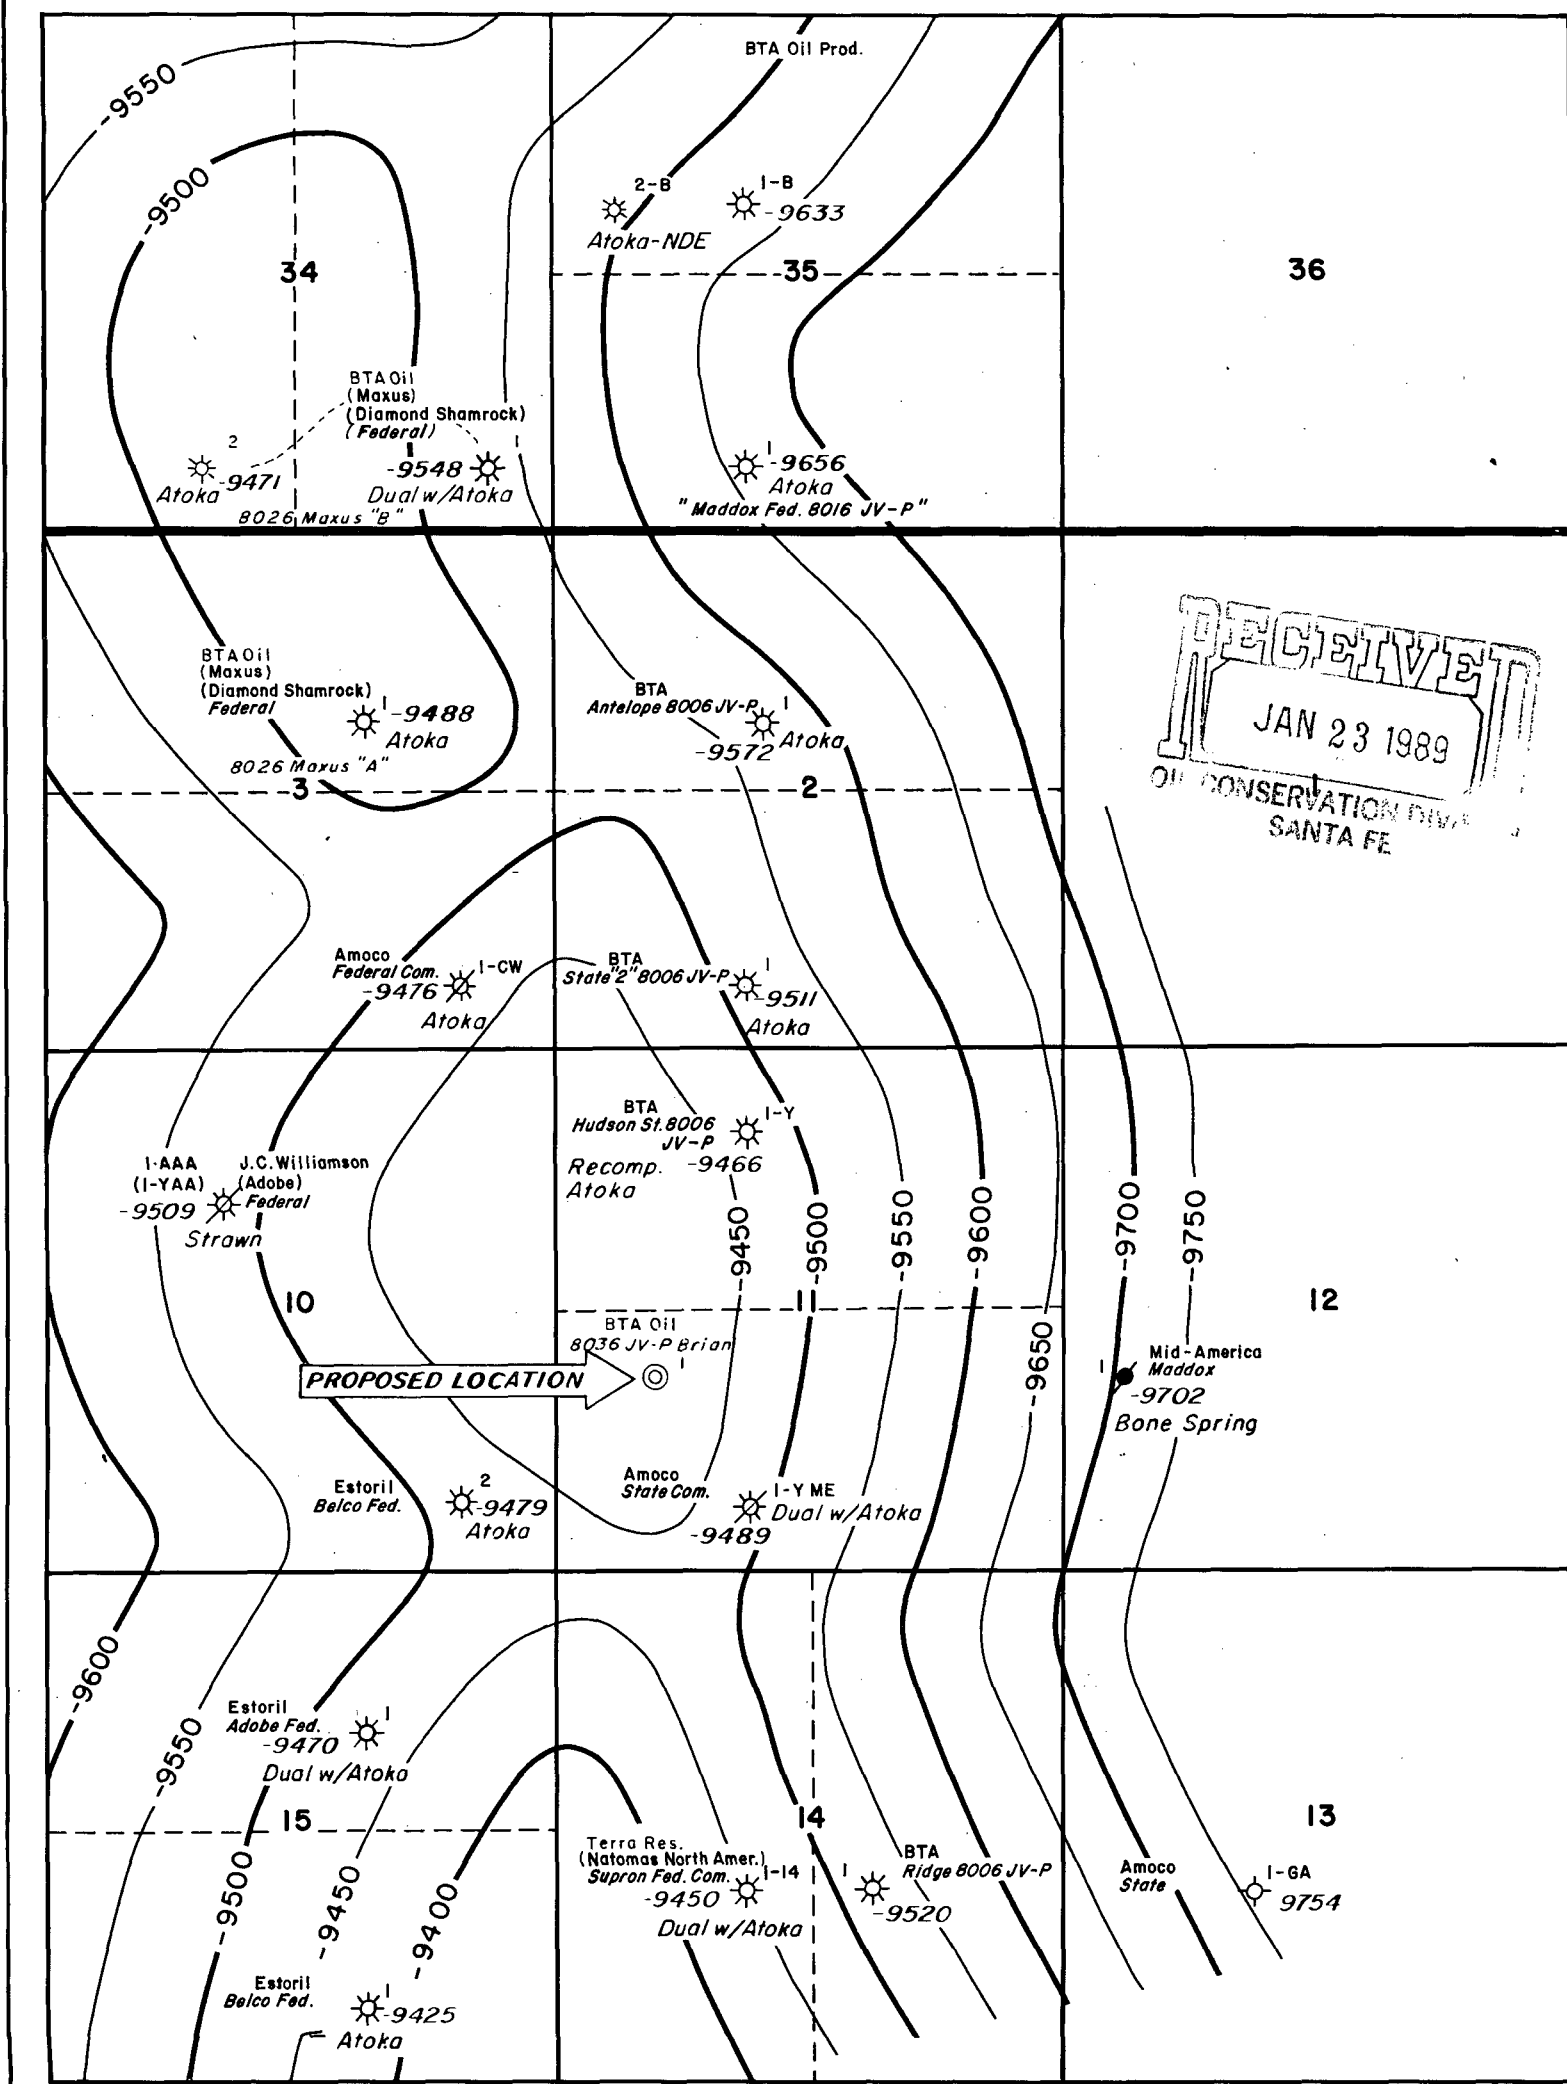 BTA Oil Prod.
-9550
-9500
2-B
Atoka-NDE
1-B
-9633
34
35
36
BTA Oil
(Maxus)
(Diamond Shamrock)
(Federal)
2
-9471
Atoka
1
-9548
Dual w/Atoka
8026 Maxus "B"
1
-9656
Atoka
"Maddox Fed. 8016 JV-P"
BTA Oil
(Maxus)
(Diamond Shamrock)
Federal
1
-9488
Atoka
8026 Maxus "A"
3
BTA
Antelope 8006 JV-P
1
Atoka
-9572
2
RECEIVED
JAN 23 1989
OIL CONSERVATION
SANTA FE
Amoco
Federal Com.
-9476
1-CW
Atoka
BTA
State "2" 8006 JV-P
1
-9511
Atoka
BTA
Hudson St. 8006
JV-P
1-Y
-9466
Recomp.
Atoka
1-AAA
(1-YAA)
-9509
J.C. Williamson
(Adobe)
Federal
Strawn
-9450
-9500
-9550
-9600
-9700
-9750
10
11
12
BTA Oil
8036 JV-P Brian
1
PROPOSED LOCATION
-9650
1
Mid-America
Maddox
-9702
Bone Spring
Estoril
Belco Fed.
2
-9479
Atoka
Amoco
State Com.
1-Y ME
Dual w/Atoka
-9489
-9600
-9550
Estoril
Adobe Fed.
1
-9470
Dual w/Atoka
15
14
13
-9500
-9450
-9400
Terra Res.
(Natomas North Amer.)
Supron Fed. Com.
1-14
-9450
Dual w/Atoka
1
BTA
Ridge 8006 JV-P
-9520
Amoco
State
1-GA
9754
Estoril
Belco Fed.
1
-9425
Atoka